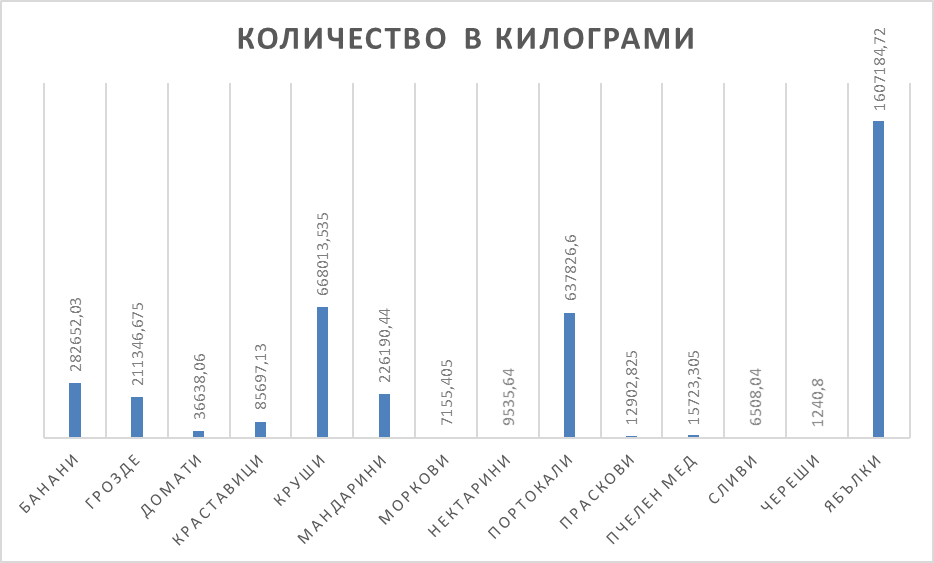 КОЛИЧЕСТВО В КИЛОГРАМИ
282652,03
211346,675
36638,06
85697,13
668013,535
226190,44
7155,405
9535,64
637826,6
12902,825
15723,305
6508,04
1240,8
1607184,72
БАНАНИ
ГРОЗДЕ
ДОМАТИ
КРАСТАВИЦИ
КРУШИ
МАНДАРИНИ
МОРКОВИ
НЕКТАРИНИ
ПОРТОКАЛИ
ПРАСКОВИ
ПЧЕЛЕН МЕД
СЛИВИ
ЧЕРЕШИ
ЯБЪЛКИ